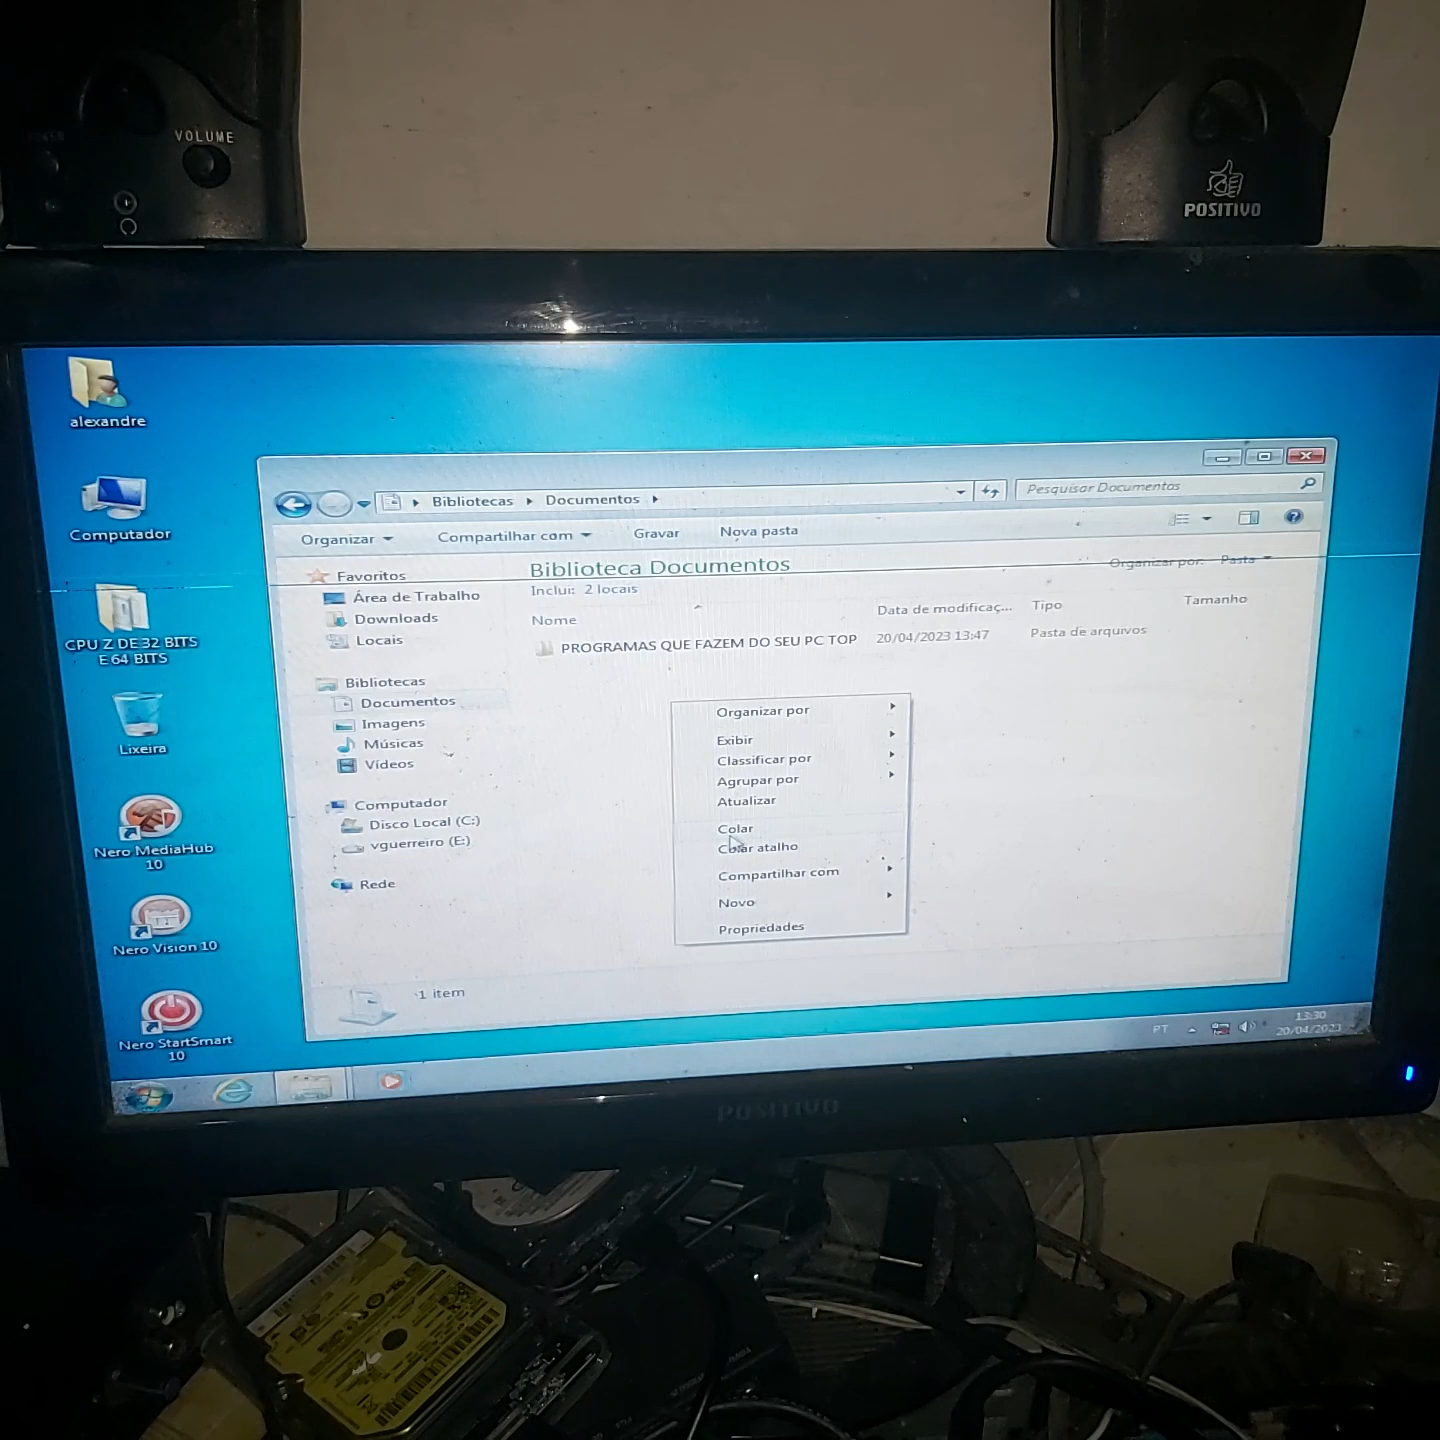 VOLUME
POSITIVO
alexandre
Computador
CPU Z DE 32 BITS
E 64 BITS
Lixeira
Nero MediaHub
10
Nero Vision 10
Nero StartSmart
10
Bibliotecas
Documentos
Pesquisar Documentos
Organizar
Compartilhar com
Gravar
Nova pasta
Favoritos
Área de Trabalho
Downloads
Locais
Bibliotecas
Documentos
Imagens
Músicas
Vídeos
Computador
Disco Local (C:)
vguerreiro (E:)
Rede
Biblioteca Documentos
Inclui: 2 locais
Organizar por: Pasta
Nome
Data de modificaç...
Tipo
Tamanho
PROGRAMAS QUE FAZEM DO SEU PC TOP
20/04/2023 13:47
Pasta de arquivos
Organizar por
Exibir
Classificar por
Agrupar por
Atualizar
Colar
Colar atalho
Compartilhar com
Novo
Propriedades
1 item
PT
13:30
20/04/2023
POSITIVO